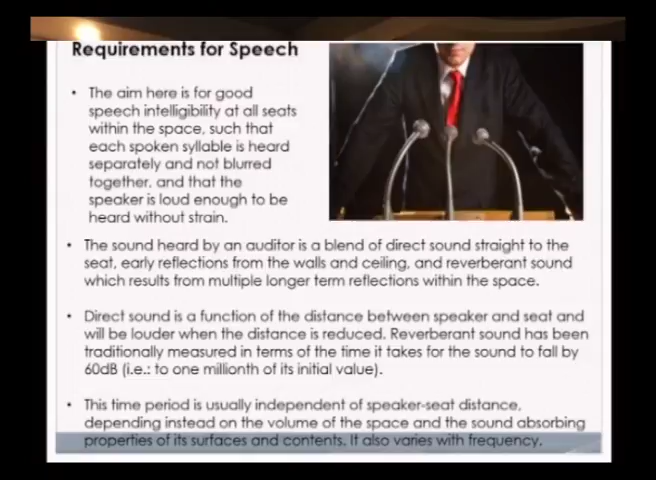 Requirements for Speech
• The aim here is for good
speech intelligibility at all seats
within the space, such that
each spoken syllable is heard
separately and not blurred
together, and that the
speaker is loud enough to be
heard without strain.
• The sound heard by an auditor is a blend of direct sound straight to the
seat, early reflections from the walls and ceiling, and reverberant sound
which results from multiple longer term reflections within the space.
• Direct sound is a function of the distance between speaker and seat and
will be louder when the distance is reduced. Reverberant sound has been
traditionally measured in terms of the time it takes for the sound to fall by
60dB (i.e.: to one millionth of its initial value).
• This time period is usually independent of speaker-seat distance,
depending instead on the volume of the space and the sound absorbing
properties of its surfaces and contents. It also varies with frequency.